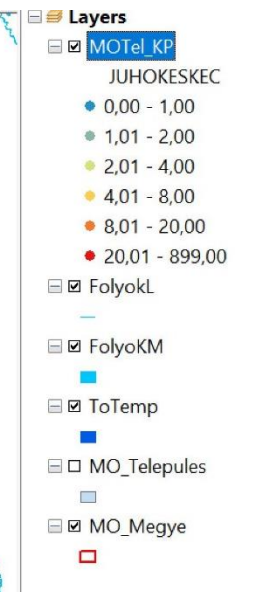 Layers
MOTel_KP
JUHOKESKEC
0,00 - 1,00
1,01 - 2,00
2,01 - 4,00
4,01 - 8,00
8,01 - 20,00
20,01 - 899,00
FolyokL
FolyoKM
ToTemp
MO_Telepules
MO_Megye